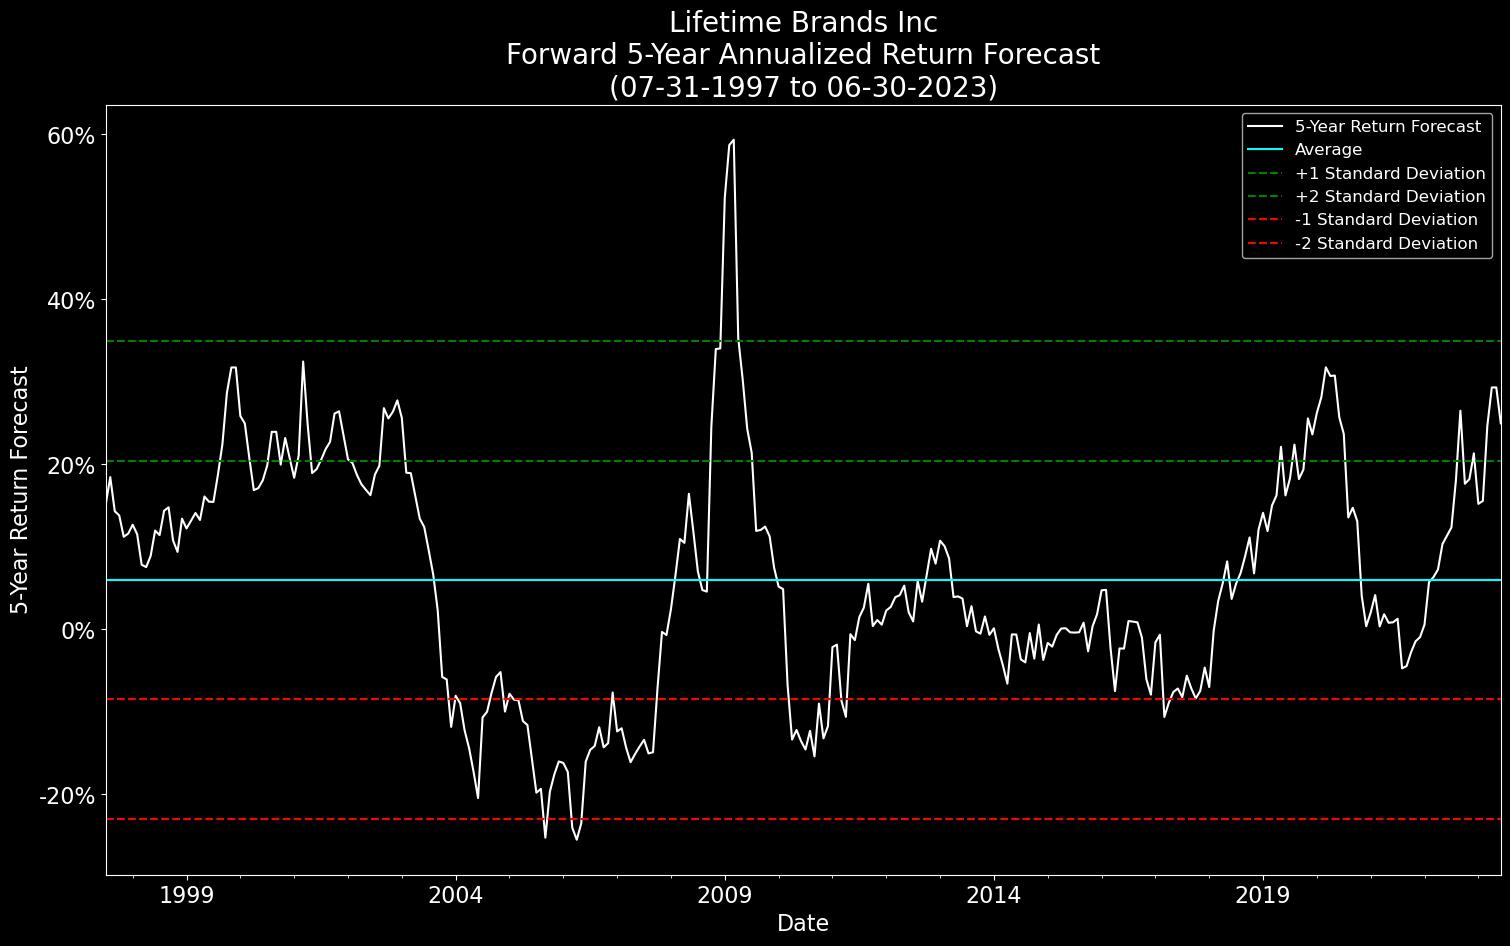 Lifetime Brands Inc
Forward 5-Year Annualized Return Forecast
(07-31-1997 to 06-30-2023)
5-Year Return Forecast
60%
40%
20%
0%
-20%
5-Year Return Forecast
Average
+1 Standard Deviation
+2 Standard Deviation
-1 Standard Deviation
-2 Standard Deviation
1999
2004
2009
2014
2019
Date